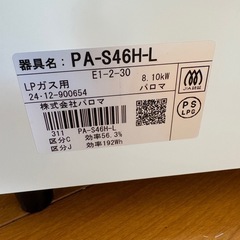 器具名：PA-S46H-L
E1-2-30
LPガス用 8.10kW
24-12-900654 パロマ
株式会社パロマ
311 PA-S46H-L
区分C 効率56.3%
区分J 効率192Wh
PS
LPG